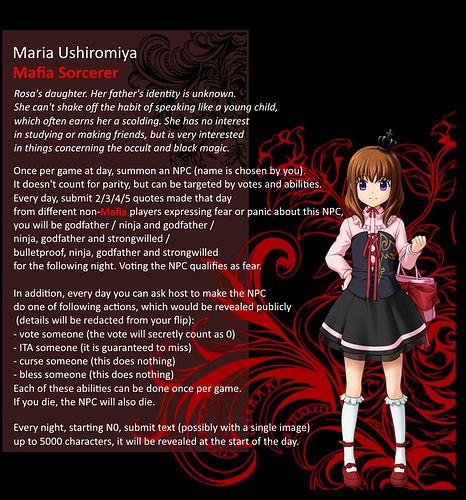 Maria Ushiromiya
Mafia Sorcerer
Rosa's daughter. Her father's identity is unknown.
She can't shake off the habit of speaking like a young child,
which often earns her a scolding. She has no interest
in studying or making friends, but is very interested
in things concerning the occult and black magic.
Once per game at day, summon an NPC (name is chosen by you).
It doesn't count for parity, but can be targeted by votes and abilities.
Every day, submit 2/3/4/5 quotes made that day
from different non-Mafia players expressing fear or panic about this NPC,
you will be godfather / ninja and godfather /
ninja, godfather and strongwilled /
bulletproof, ninja, godfather and strongwilled
for the following night. Voting the NPC qualifies as fear.
In addition, every day you can ask host to make the NPC
do one of following actions, which would be revealed publicly
(details will be redacted from your flip):
- vote someone (the vote will secretly count as 0)
- ITA someone (it is guaranteed to miss)
- curse someone (this does nothing)
- bless someone (this does nothing)
Each of these abilities can be done once per game.
If you die, the NPC will also die.
Every night, starting N0, submit text (possibly with a single image)
up to 5000 characters, it will be revealed at the start of the day.